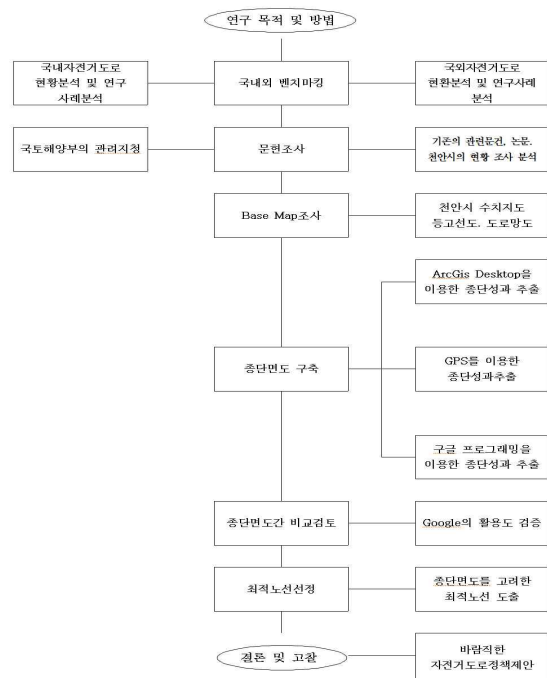 연구 목적 및 방법
국내자전거도로
현황분석 및 연구
사례분석
국내외 벤치마킹
국외자전거도로
현환분석 및 연구사례
분석
국토해양부의 관려지청
문헌조사
기존의 관련문건, 논문,
천안시의 현황 조사 분석
Base Map조사
천안시 수치지도
등고선도, 도로망도
ArcGis Desktop을
이용한 종단성과 추출
종단면도 구축
GPS를 이용한
종단성과추출
구글 프로그래밍을
이용한 종단성과 추출
종단면도간 비교검토
Google의 활용도 검증
최적노선선정
종단면도를 고려한
최적노선 도출
결론 및 고찰
바람직한
자전거도로정책제안